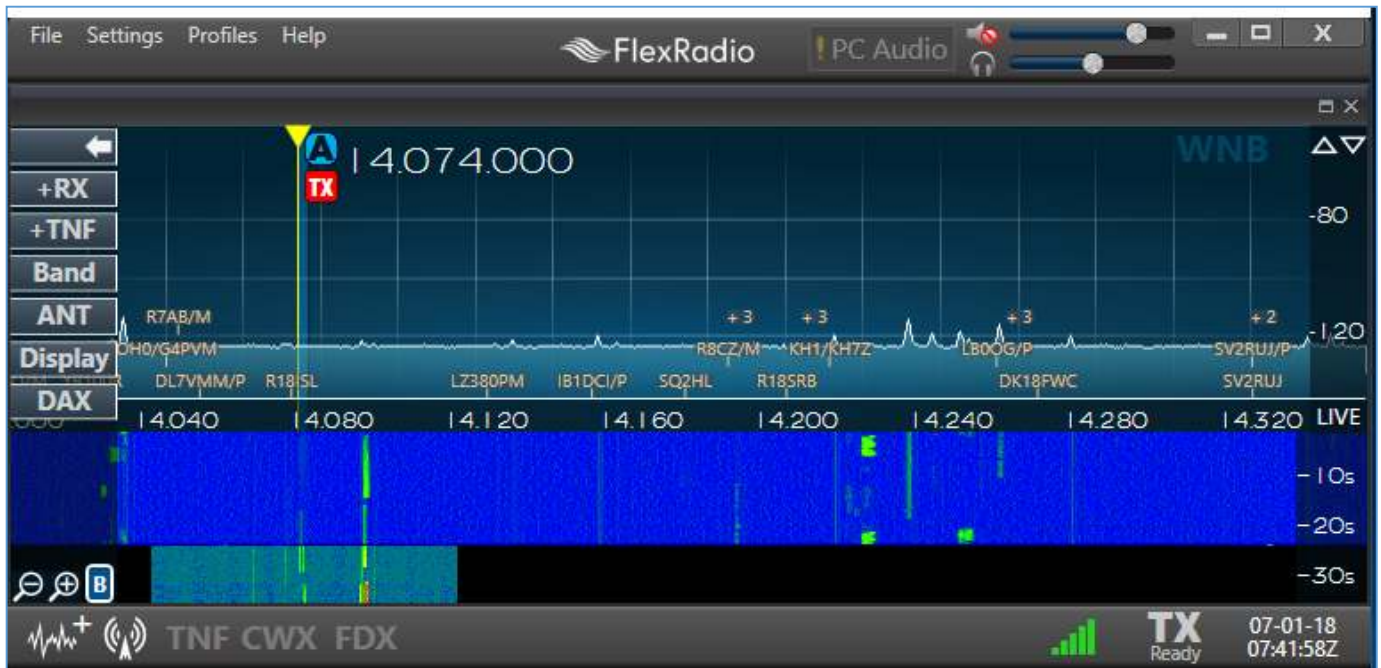 File Settings Profiles Help
FlexRadio
! PC Audio
X
+RX
+TNF
Band
ANT
Display
DAX
A
TX
14.074.000
WNB
-80
-120
R7AB/M
+3 +3 +3 +2
OH0/G4PVM R8CZ/M KH1/KH7Z LB0OG/P SV2RUJ/P
DL7VMM/P LZ380PM IB1DCI/P SQ2HL R18SRB DK18FWC SV2RUJ
14.040 14.080 14.120 14.160 14.200 14.240 14.280 14.320 LIVE
-10s
-20s
-30s
B
TNF CWX FDX
TX
Ready
07-01-18
07:41:58Z